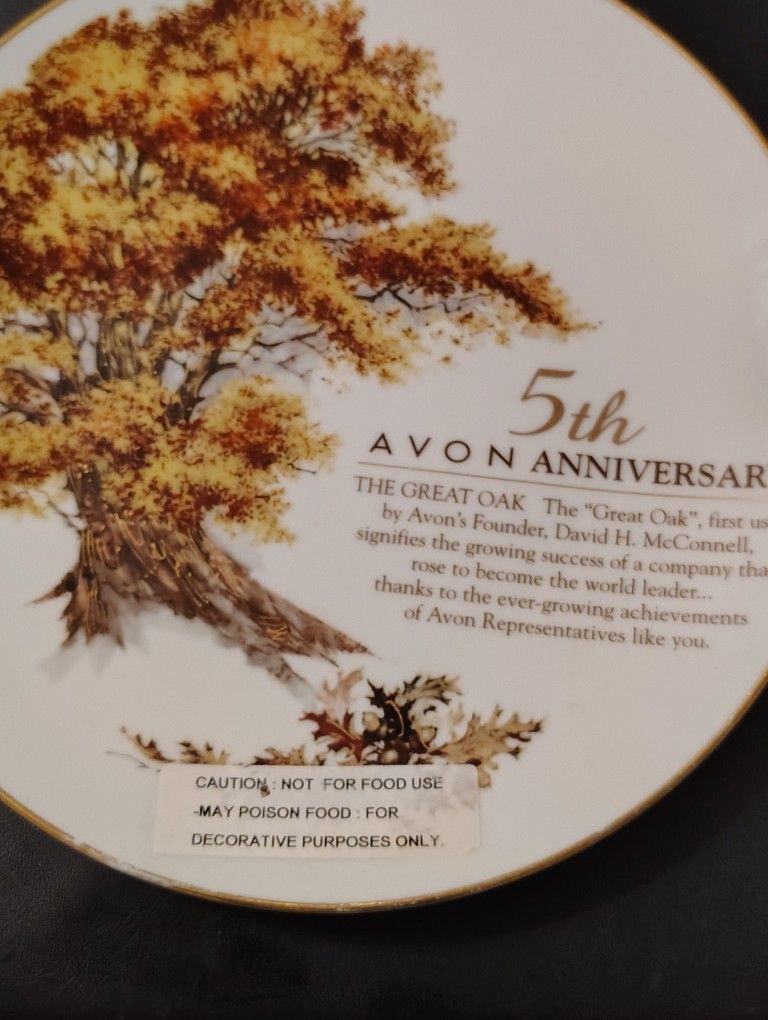 5th
AVON ANNIVERSAR
THE GREAT OAK The "Great Oak", first us
by Avon's Founder, David H. McConnell,
signifies the growing success of a company tha
rose to become the world leader...
thanks to the ever-growing achievements
of Avon Representatives like you.
CAUTION : NOT FOR FOOD USE
-MAY POISON FOOD : FOR
DECORATIVE PURPOSES ONLY.